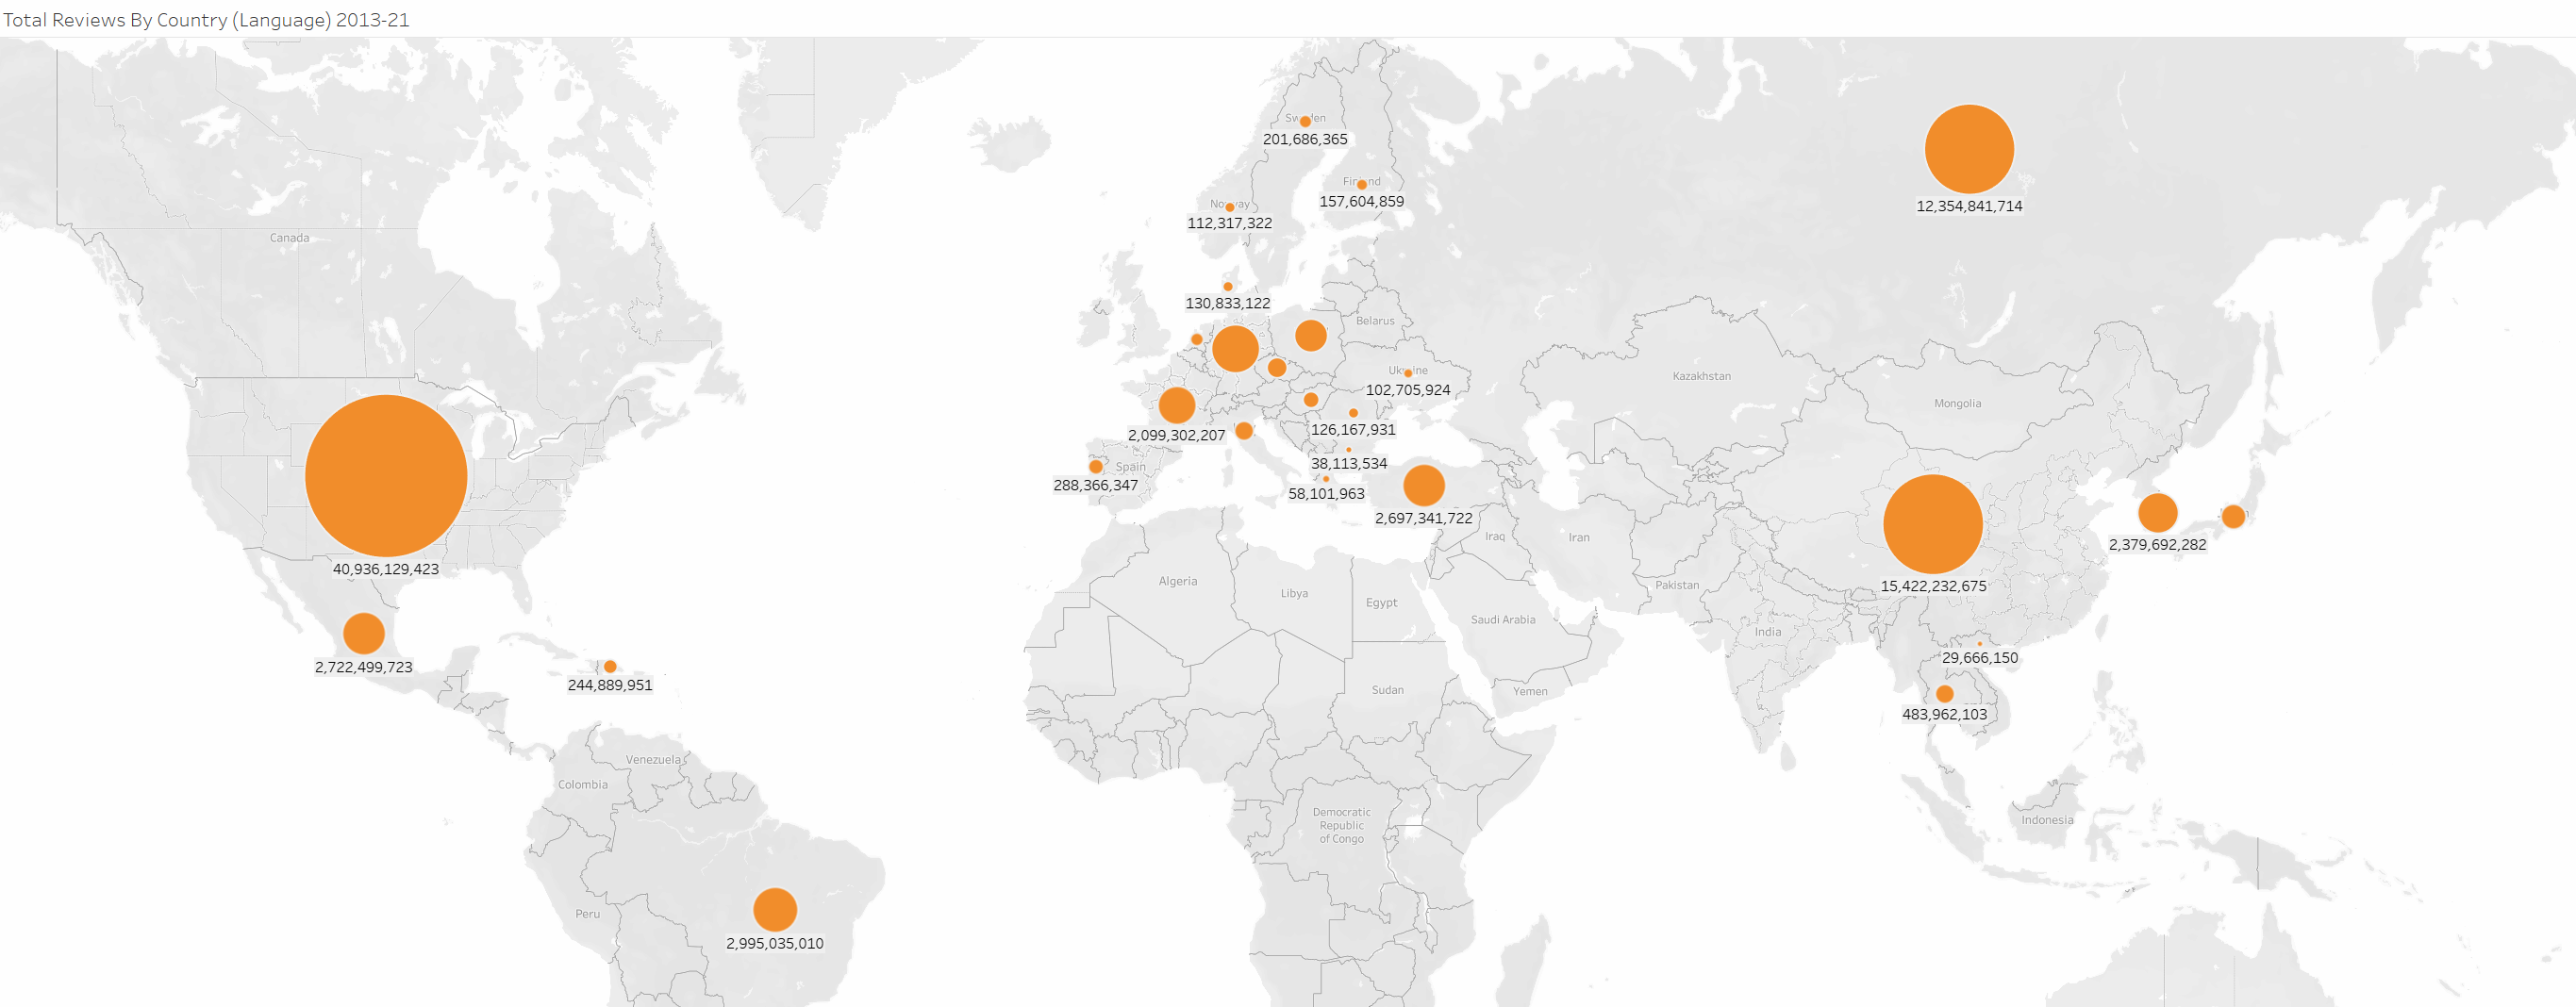 Total Reviews By Country (Language) 2013-21
Sweden
201,686,365
12,354,841,714
Finland
157,604,859
Norway
112,317,322
Canada
130,833,122
Belarus
Ukraine
102,705,924
Kazakhstan
Mongolia
126,167,931
2,099,302,207
38,113,534
Spain
288,366,347
58,101,963
2,697,341,722
Iraq
Iran
2,379,692,282
40,936,129,423
Algeria
Libya
Egypt
Pakistan
15,422,232,675
Saudi Arabia
India
29,666,150
2,722,499,723
244,889,951
Sudan
Yemen
483,962,103
Venezuela
Colombia
Democratic
Republic
of Congo
Indonesia
Peru
2,995,035,010